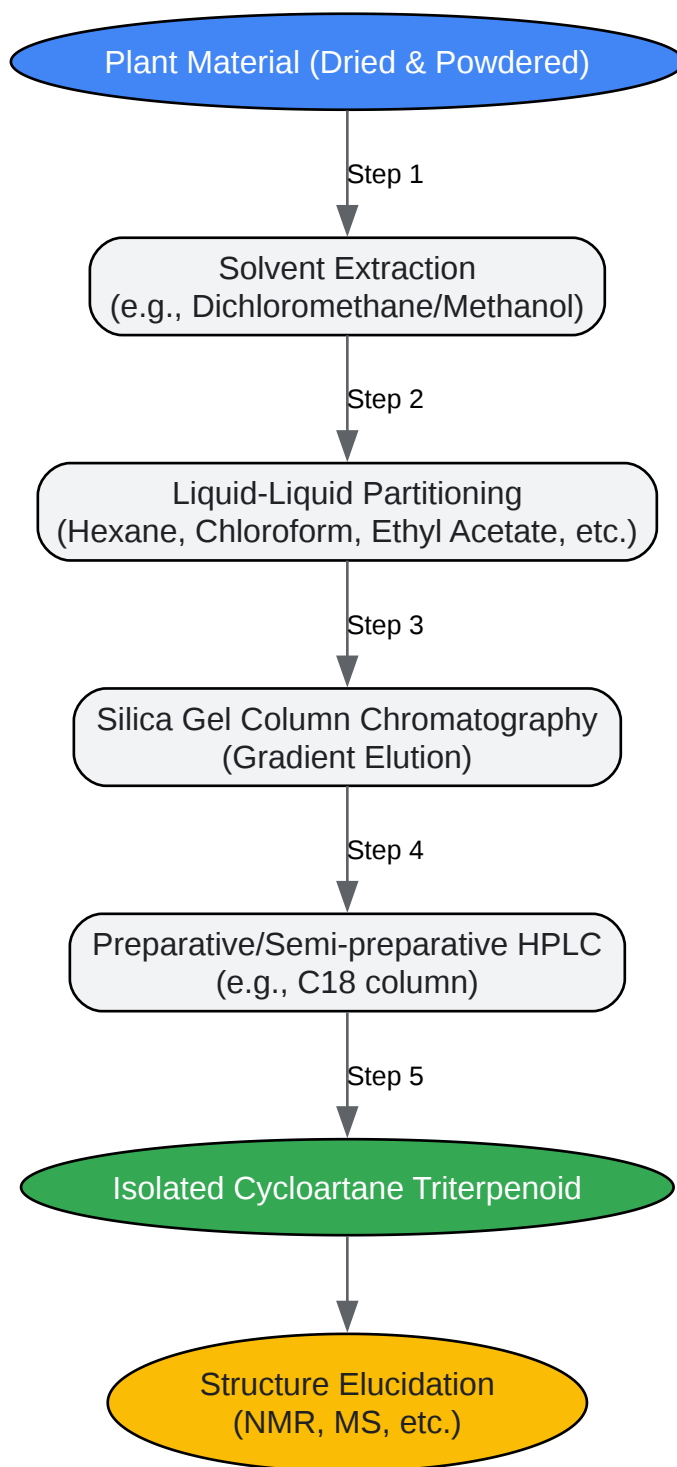 Plant Material (Dried & Powdered)
Step 1
Solvent Extraction
(e.g., Dichloromethane/Methanol)
Step 2
Liquid-Liquid Partitioning
(Hexane, Chloroform, Ethyl Acetate, etc.)
Step 3
Silica Gel Column Chromatography
(Gradient Elution)
Step 4
Preparative/Semi-preparative HPLC
(e.g., C18 column)
Step 5
Isolated Cycloartane Triterpenoid
Structure Elucidation
(NMR, MS, etc.)